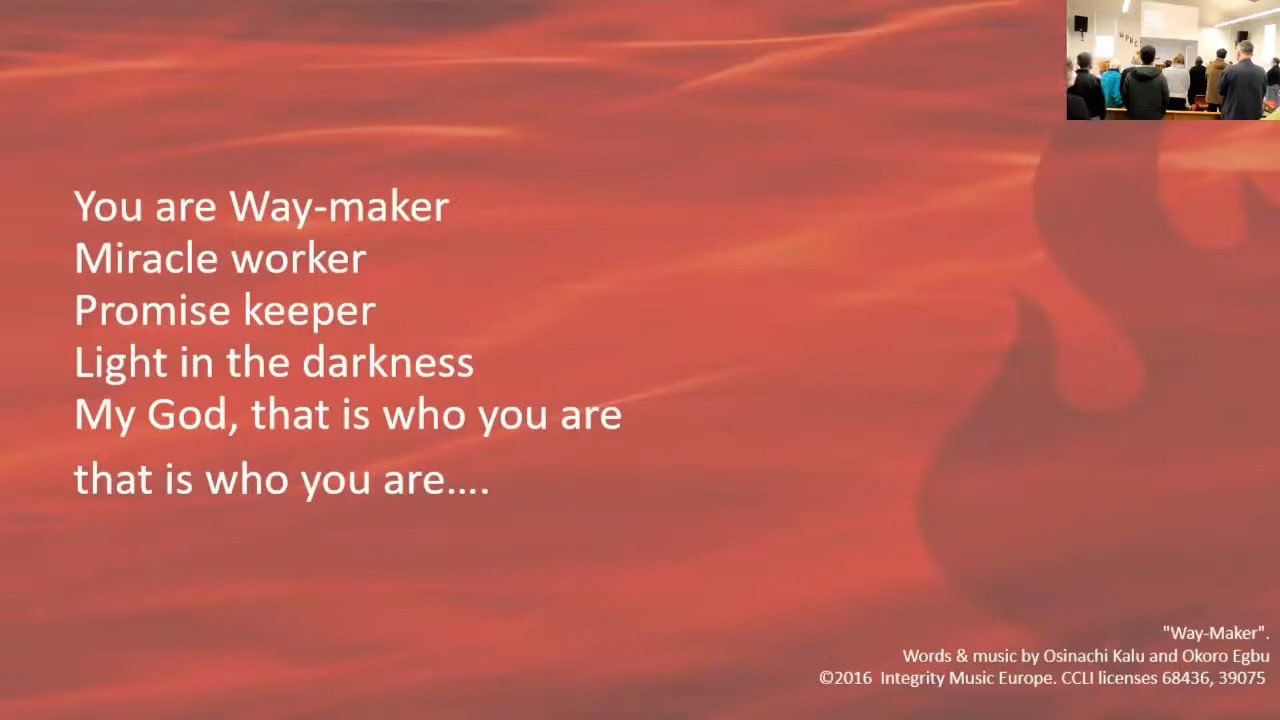 You are Way-maker
Miracle worker
Promise keeper
Light in the darkness
My God, that is who you are
that is who you are....
"Way-Maker".
Words & music by Osinachi Kalu and Okoro Egbu
©2016 Integrity Music Europe. CCLI licenses 68436, 39075